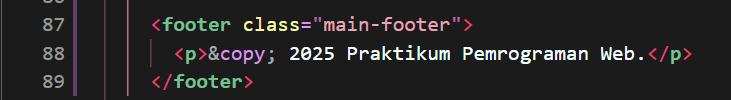 87 <footer class="main-footer">
88 <p>&copy; 2025 Praktikum Pemrograman Web.</p>
89 </footer>